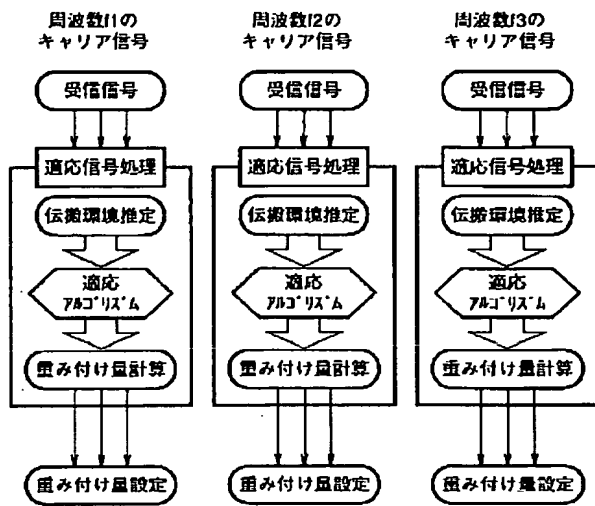 周波数f1の
キャリア信号
受信信号
適応信号処理
伝搬環境推定
適応
アルゴリズム
重み付け量計算
重み付け量設定
周波数f2の
キャリア信号
受信信号
適応信号処理
伝搬環境推定
適応
アルゴリズム
重み付け量計算
重み付け量設定
周波数f3の
キャリア信号
受信信号
適応信号処理
伝搬環境推定
適応
アルゴリズム
重み付け量計算
重み付け量設定